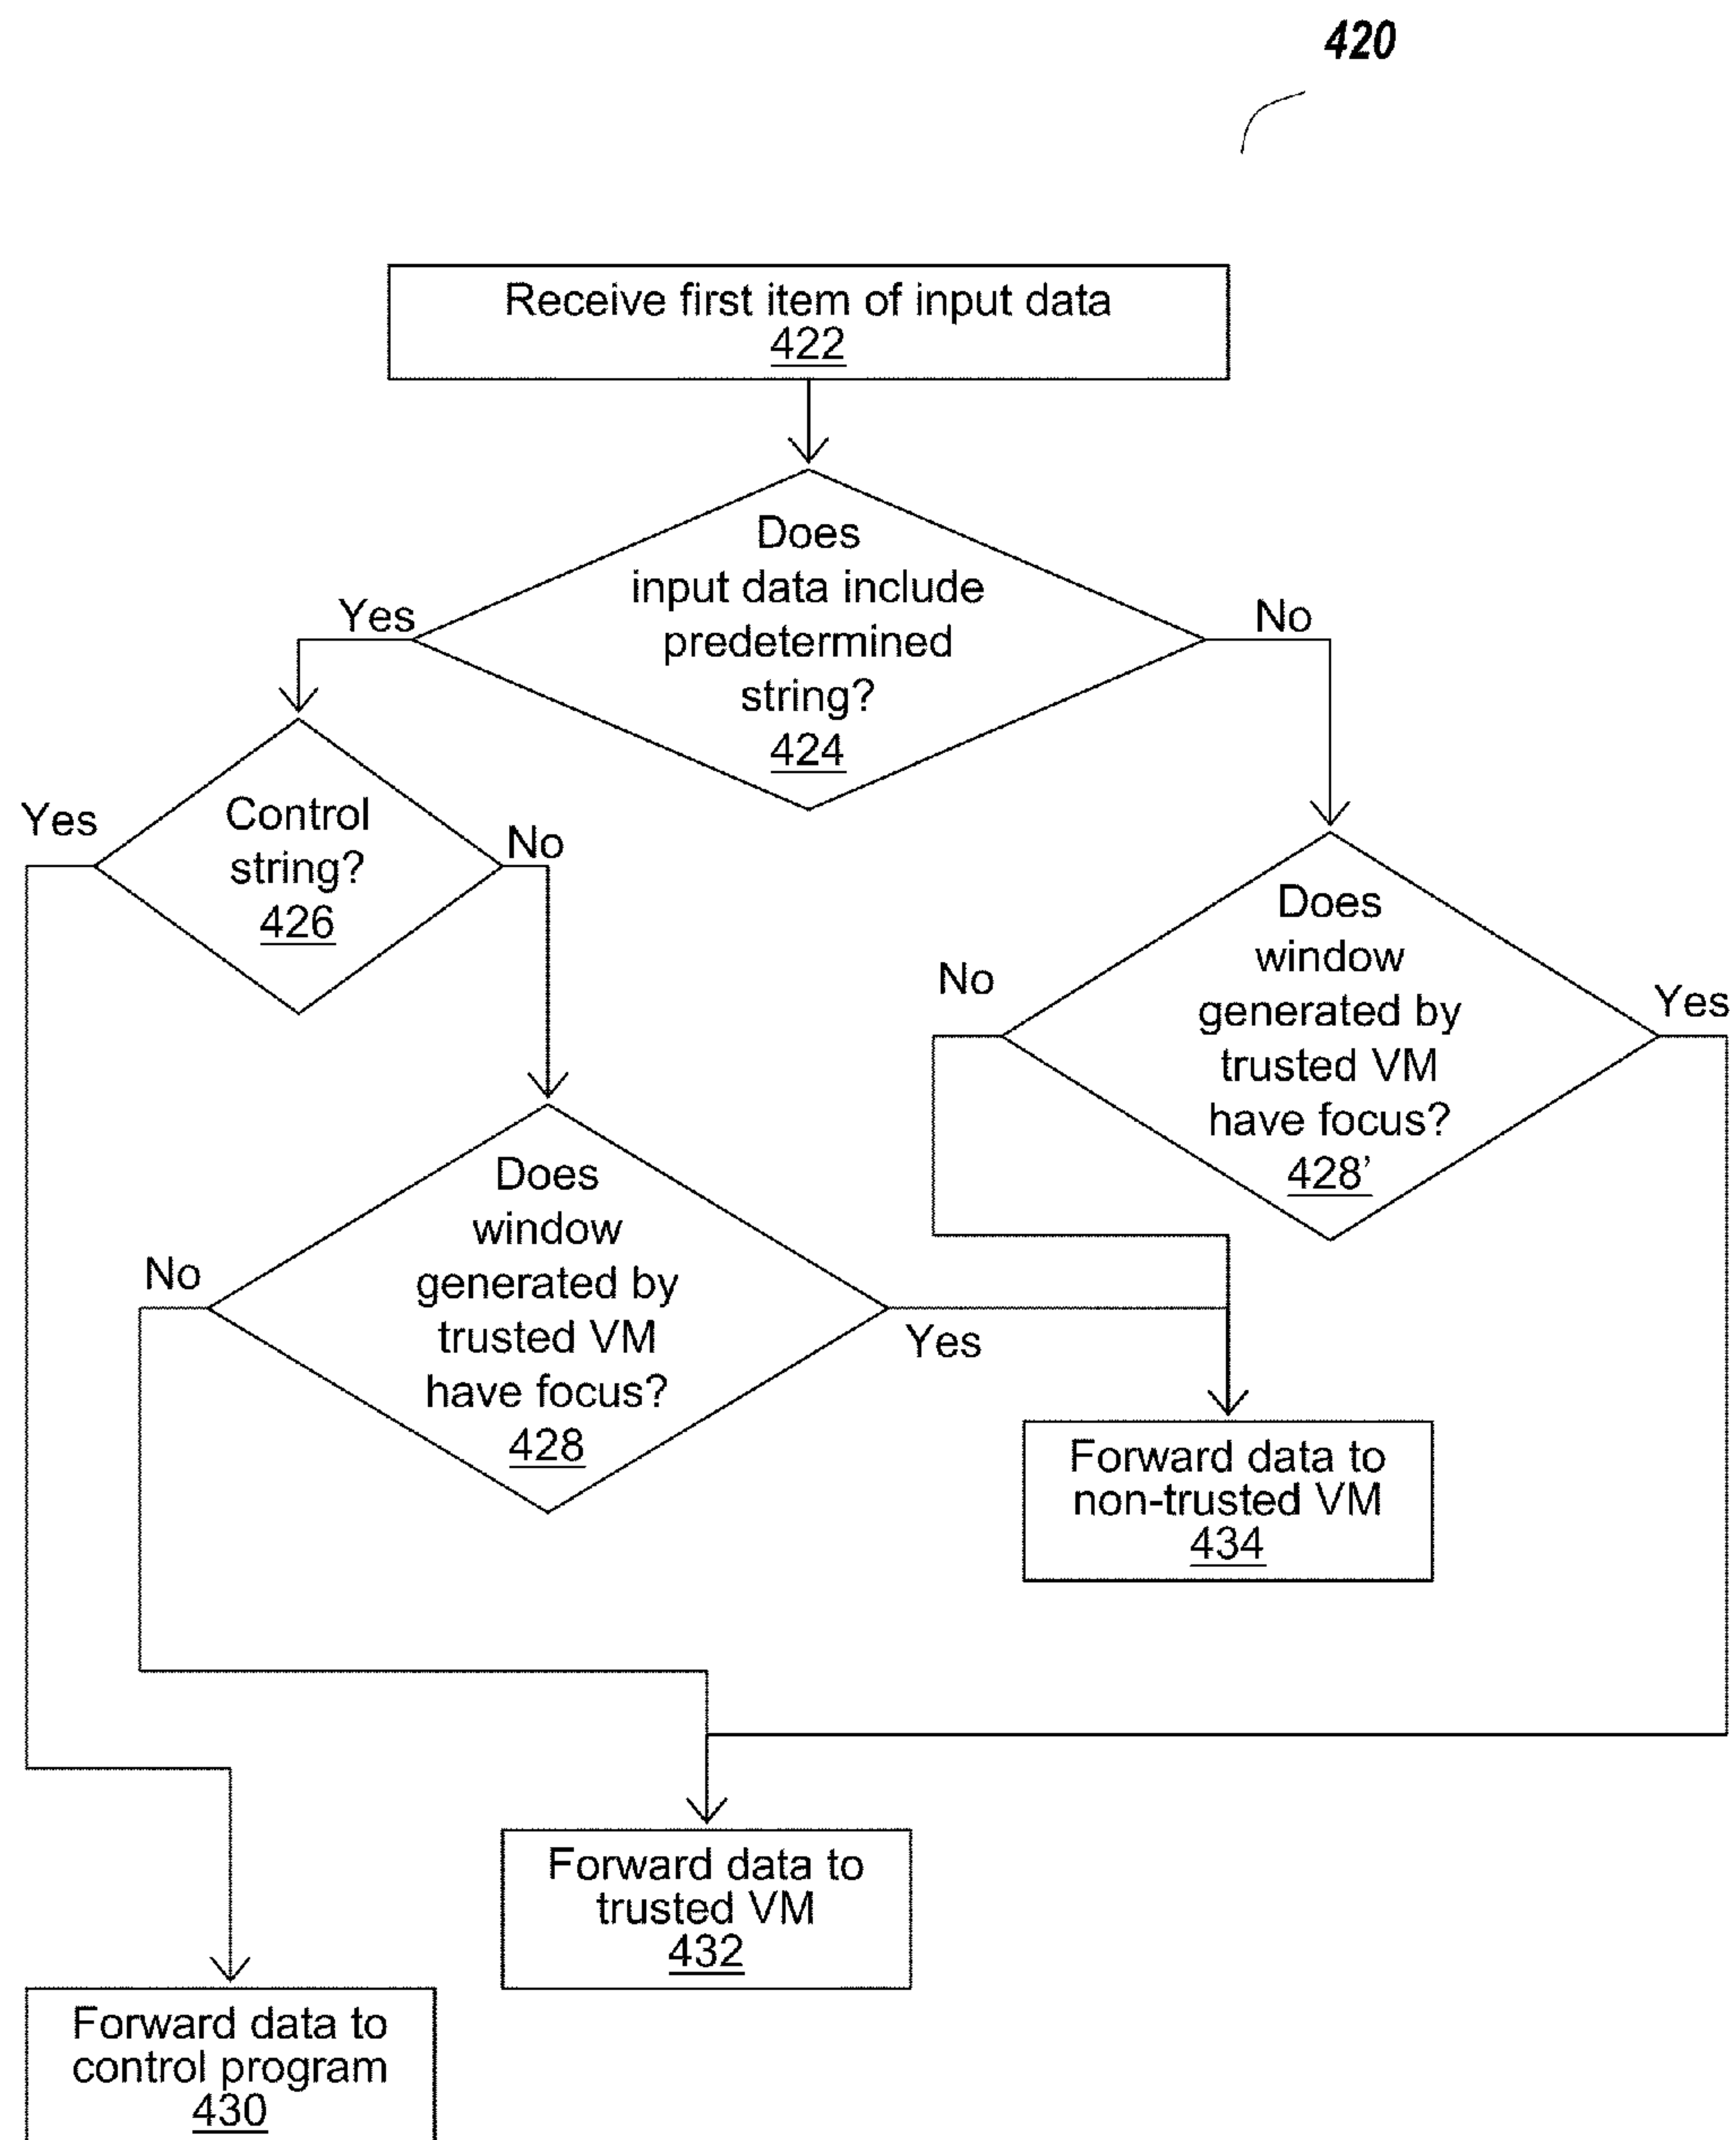 420
Receive first item of input data
422
Does
input data include
predetermined
string?
424
Yes
No
Control
string?
426
Yes
No
Does
window
generated by
trusted VM
have focus?
428'
No
Yes
Does
window
generated by
trusted VM
have focus?
428
No
Yes
Forward data to
non-trusted VM
434
Forward data to
trusted VM
432
Forward data to
control program
430